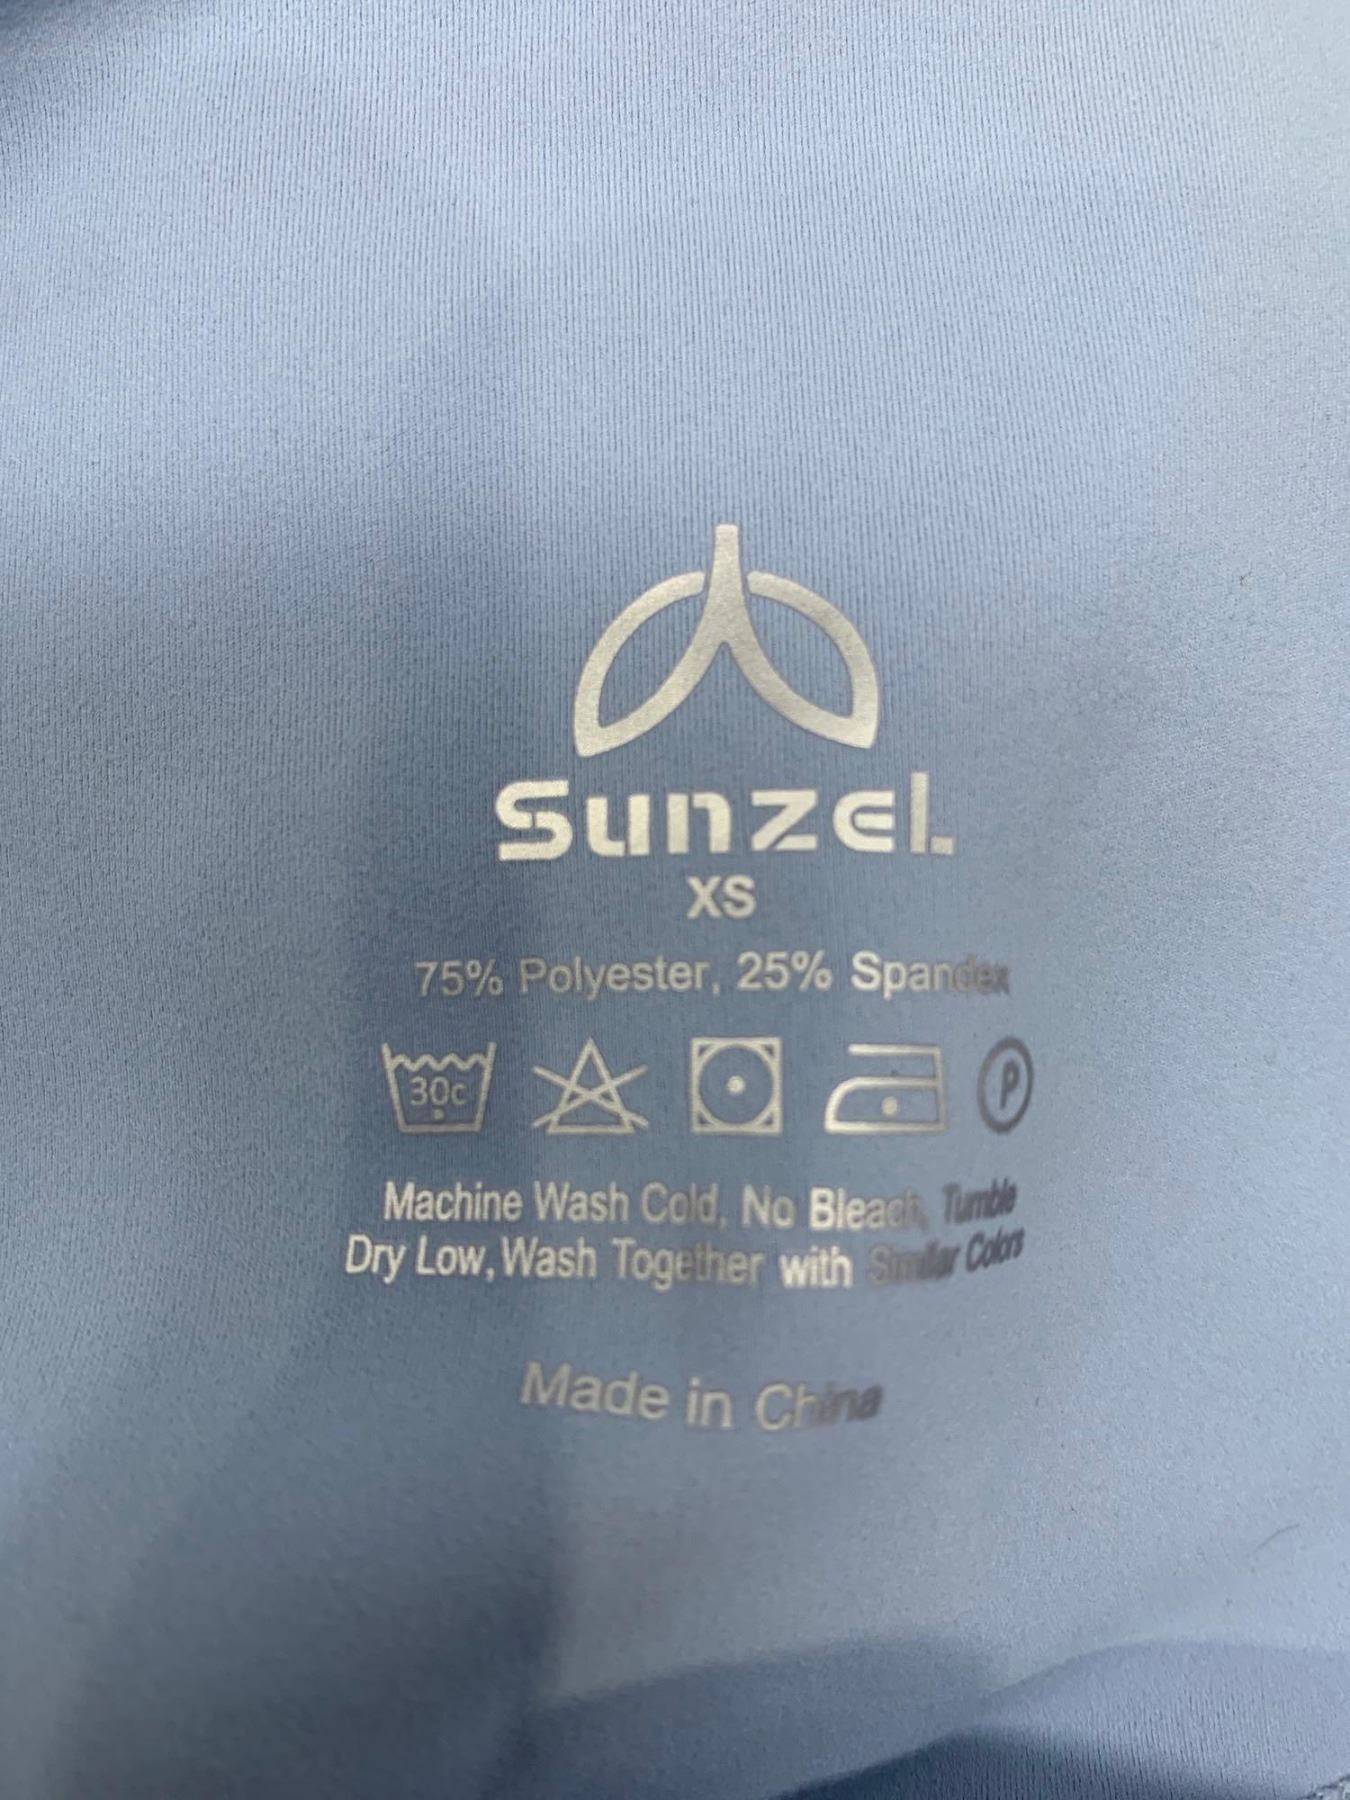 Sunzel
XS
75% Polyester, 25% Spandex
30c
P
Machine Wash Cold, No Bleach, Tumble
Dry Low, Wash Together with Similar Colors
Made in China